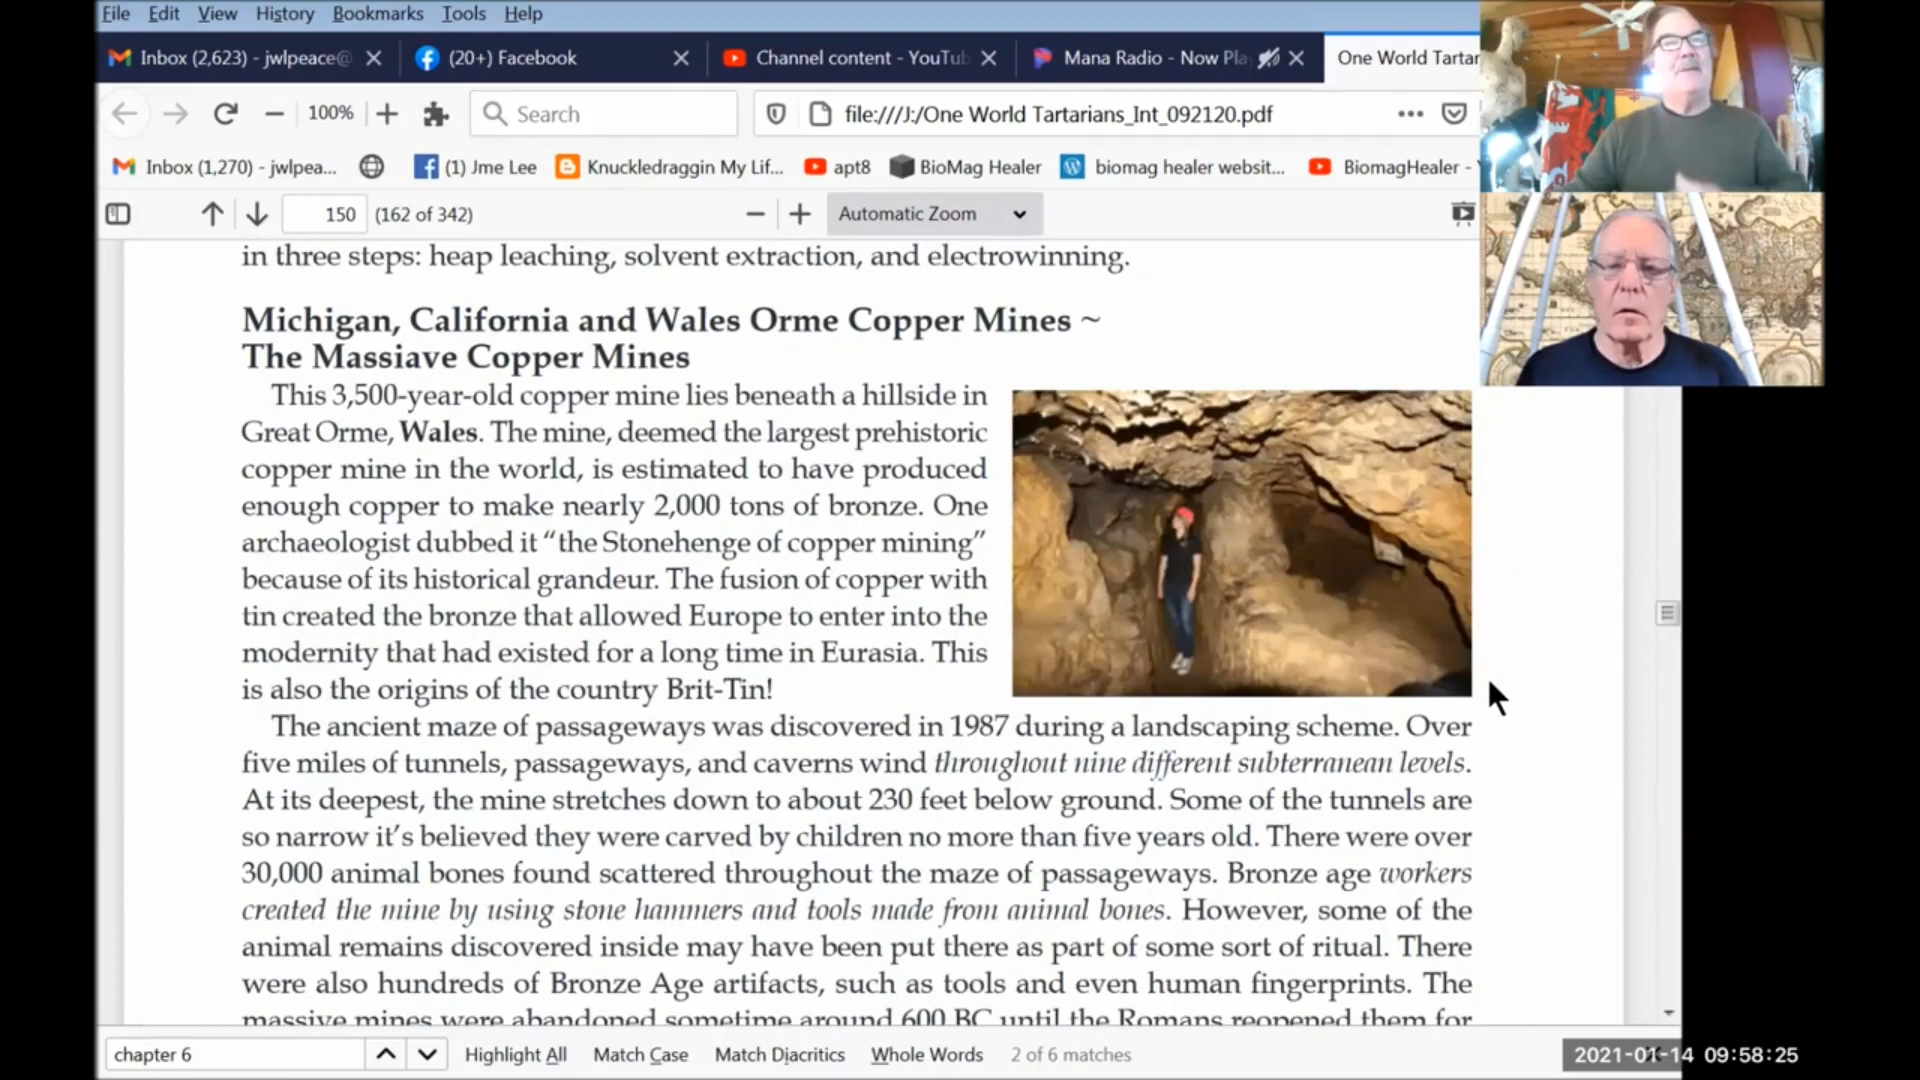 File Edit View History Bookmarks Tools Help
Inbox (2,623) - jwlpeace@ (20+) Facebook Channel content - YouTub Mana Radio - Now Pla One World Tartar
100% Search file:///J:/One World Tartarians_Int_092120.pdf
Inbox (1,270) - jwlpea... (1) Jme Lee Knuckledraggin My Lif... apt8 BioMag Healer biomag healer websit... BiomagHealer -
150 (162 of 342) Automatic Zoom
in three steps: heap leaching, solvent extraction, and electrowinning.
Michigan, California and Wales Orme Copper Mines ~
The Massiave Copper Mines
This 3,500-year-old copper mine lies beneath a hillside in
Great Orme, Wales. The mine, deemed the largest prehistoric
copper mine in the world, is estimated to have produced
enough copper to make nearly 2,000 tons of bronze. One
archaeologist dubbed it “the Stonehenge of copper mining”
because of its historical grandeur. The fusion of copper with
tin created the bronze that allowed Europe to enter into the
modernity that had existed for a long time in Eurasia. This
is also the origins of the country Brit-Tin!
The ancient maze of passageways was discovered in 1987 during a landscaping scheme. Over
five miles of tunnels, passageways, and caverns wind throughout nine different subterranean levels.
At its deepest, the mine stretches down to about 230 feet below ground. Some of the tunnels are
so narrow it’s believed they were carved by children no more than five years old. There were over
30,000 animal bones found scattered throughout the maze of passageways. Bronze age workers
created the mine by using stone hammers and tools made from animal bones. However, some of the
animal remains discovered inside may have been put there as part of some sort of ritual. There
were also hundreds of Bronze Age artifacts, such as tools and even human fingerprints. The
massive mines were abandoned sometime around 600 BC until the Romans reopened them for
chapter 6 Highlight All Match Case Match Diacritics Whole Words 2 of 6 matches
2021-01-14 09:58:25